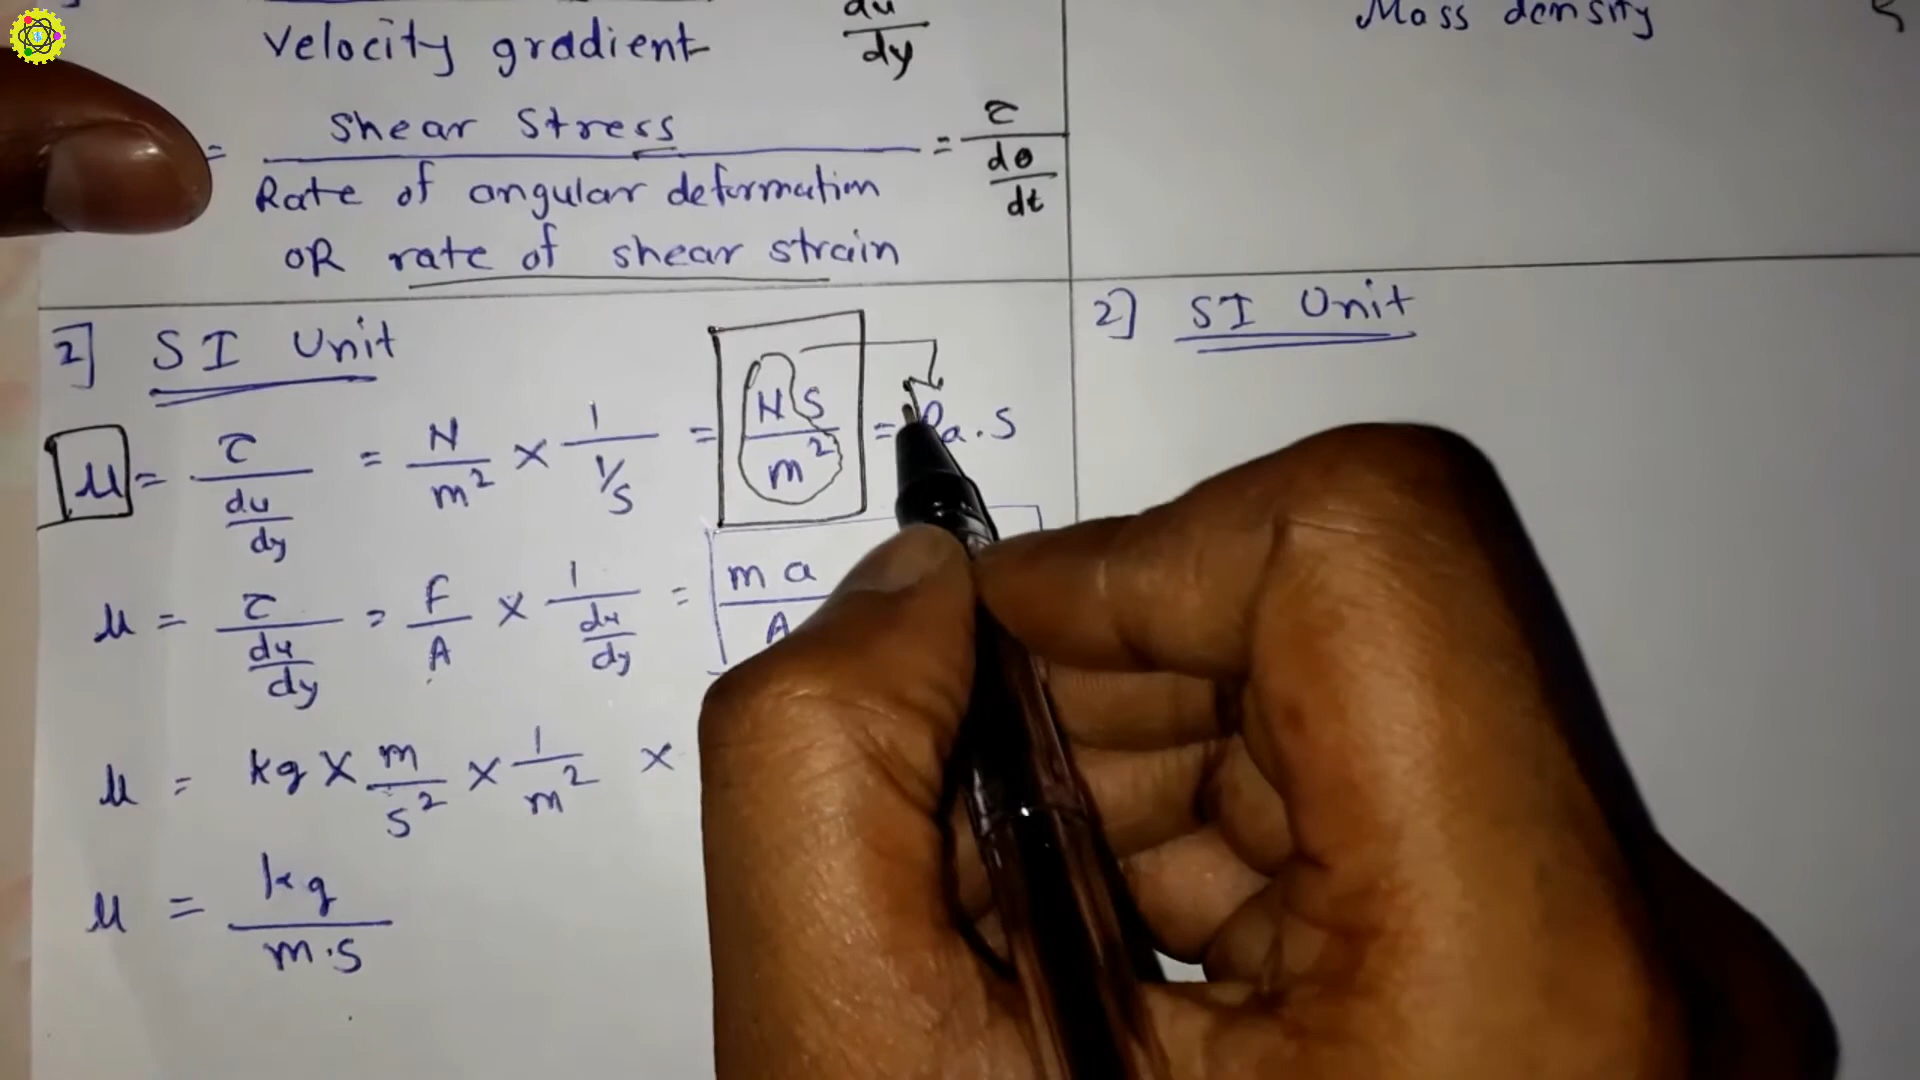 du
Velocity gradient dy
= Shear Stress = τ
Rate of angular deformation dθ
OR rate of shear strain dt
2] SI Unit
μ = τ / du/dy = N/m² × 1 / 1/s = NS/m² = Pa.S
μ = τ / du/dy = F/A × 1 / du/dy = ma/A
μ = kg × m/s² × 1/m² ×
μ = kg / m.s
Mass density
2] SI Unit